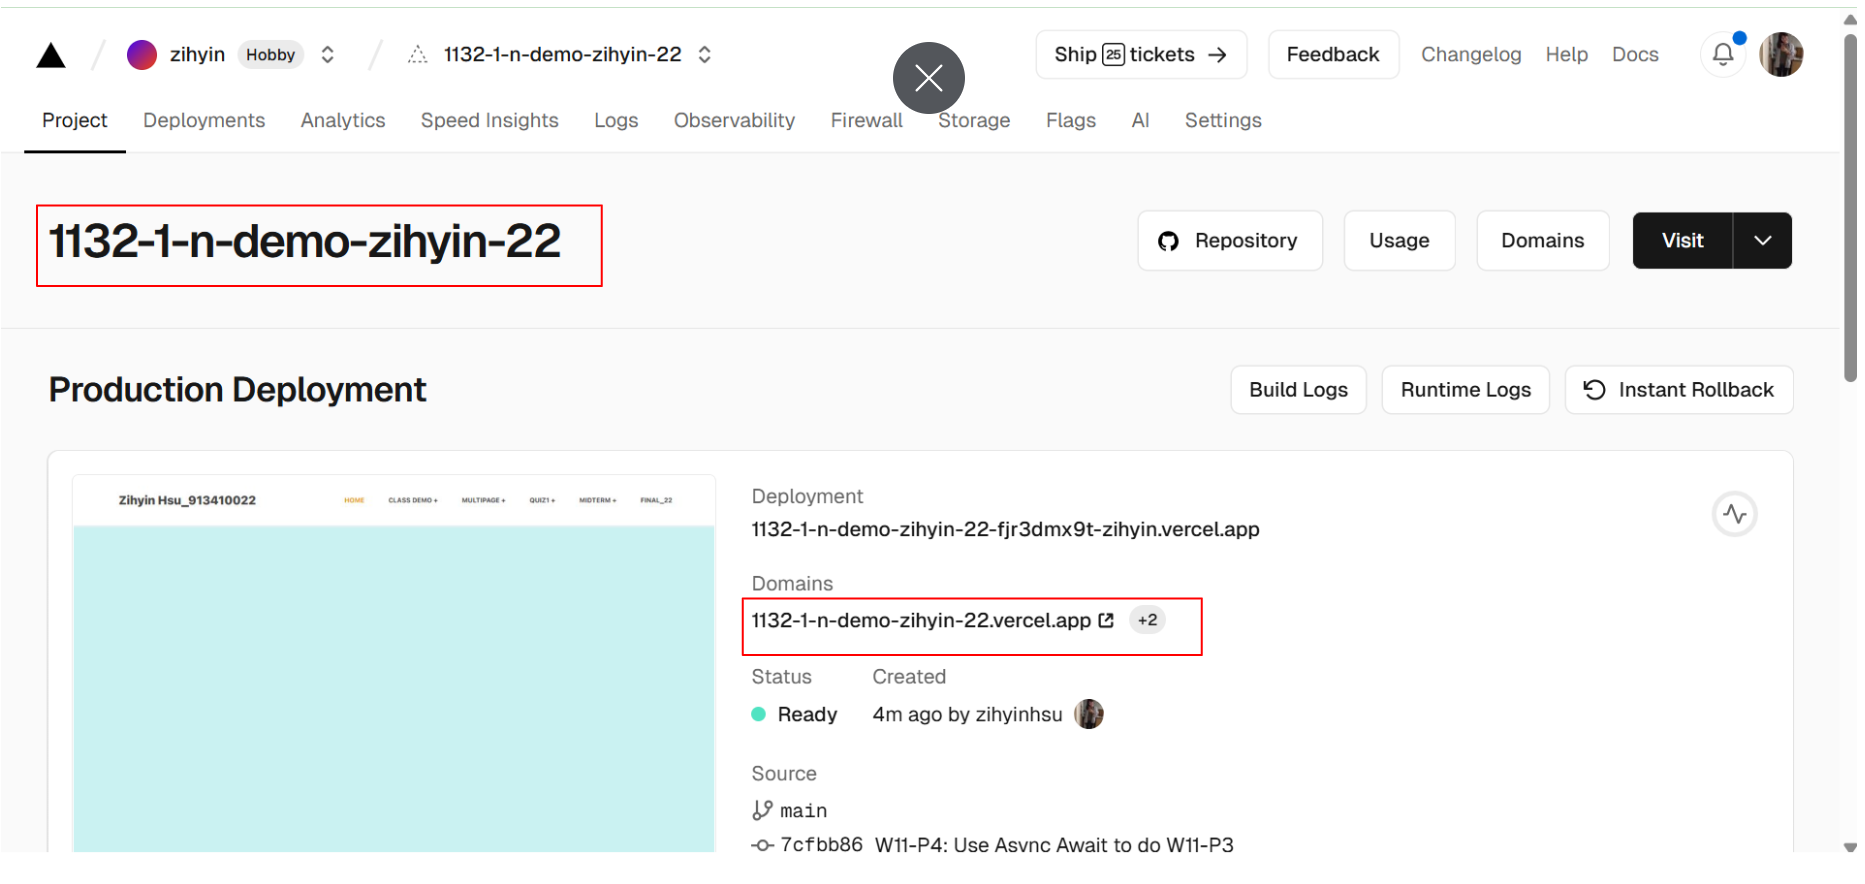 zihyin Hobby 1132-1-n-demo-zihyin-22 Ship 25 tickets → Feedback Changelog Help Docs
Project Deployments Analytics Speed Insights Logs Observability Firewall Storage Flags AI Settings
1132-1-n-demo-zihyin-22 Repository Usage Domains Visit
Production Deployment Build Logs Runtime Logs Instant Rollback
Zihyin Hsu_913410022 HOME CLASS DEMO + MULTIPAGE + QUIZ1 + MIDTERM + FINAL_22
Deployment
1132-1-n-demo-zihyin-22-fjr3dmx9t-zihyin.vercel.app
Domains
1132-1-n-demo-zihyin-22.vercel.app +2
Status Created
Ready 4m ago by zihyinhsu
Source
main
7cfbb86 W11-P4: Use Async Await to do W11-P3